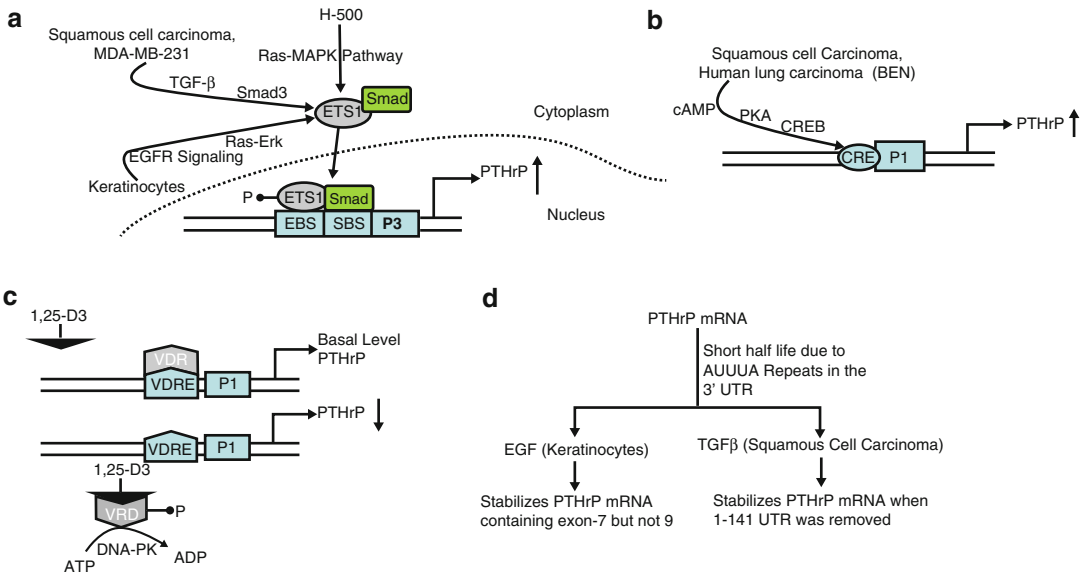 a
H-500
Squamous cell carcinoma,
MDA-MB-231
Ras-MAPK Pathway
TGF-β
Smad3
ETS1
Smad
Cytoplasm
Ras-Erk
EGFR Signaling
Keratinocytes
P
ETS1
Smad
PTHrP
Nucleus
EBS
SBS
P3
b
Squamous cell Carcinoma,
Human lung carcinoma (BEN)
cAMP
PKA
CREB
PTHrP
CRE
P1
c
1,25-D3
VDR
VDRE
P1
Basal Level
PTHrP
PTHrP
VDRE
P1
1,25-D3
VRD
P
DNA-PK
ATP
ADP
d
PTHrP mRNA
Short half life due to
AUUUA Repeats in the
3' UTR
EGF (Keratinocytes)
TGFβ (Squamous Cell Carcinoma)
Stabilizes PTHrP mRNA
containing exon-7 but not 9
Stabilizes PTHrP mRNA when
1-141 UTR was removed